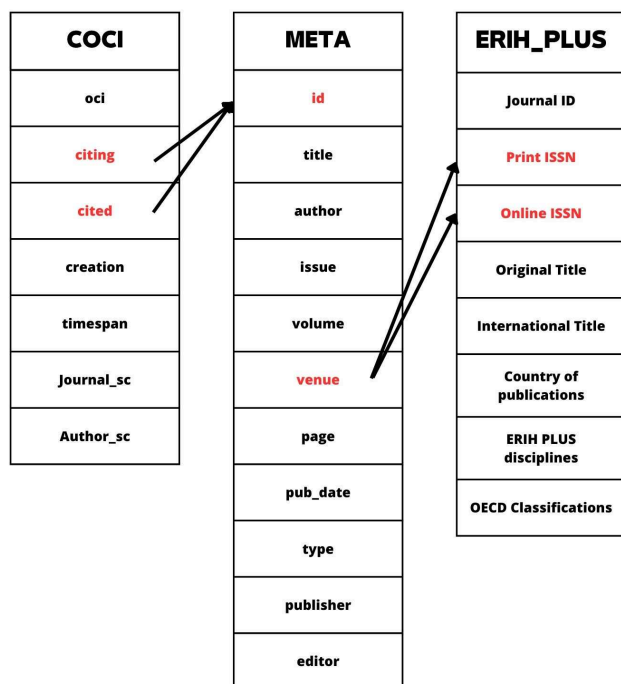 COCI
oci
citing
cited
creation
timespan
Journal_sc
Author_sc
META
id
title
author
issue
volume
venue
page
pub_date
type
publisher
editor
ERIH_PLUS
Journal ID
Print ISSN
Online ISSN
Original Title
International Title
Country of
publications
ERIH PLUS
disciplines
OECD Classifications